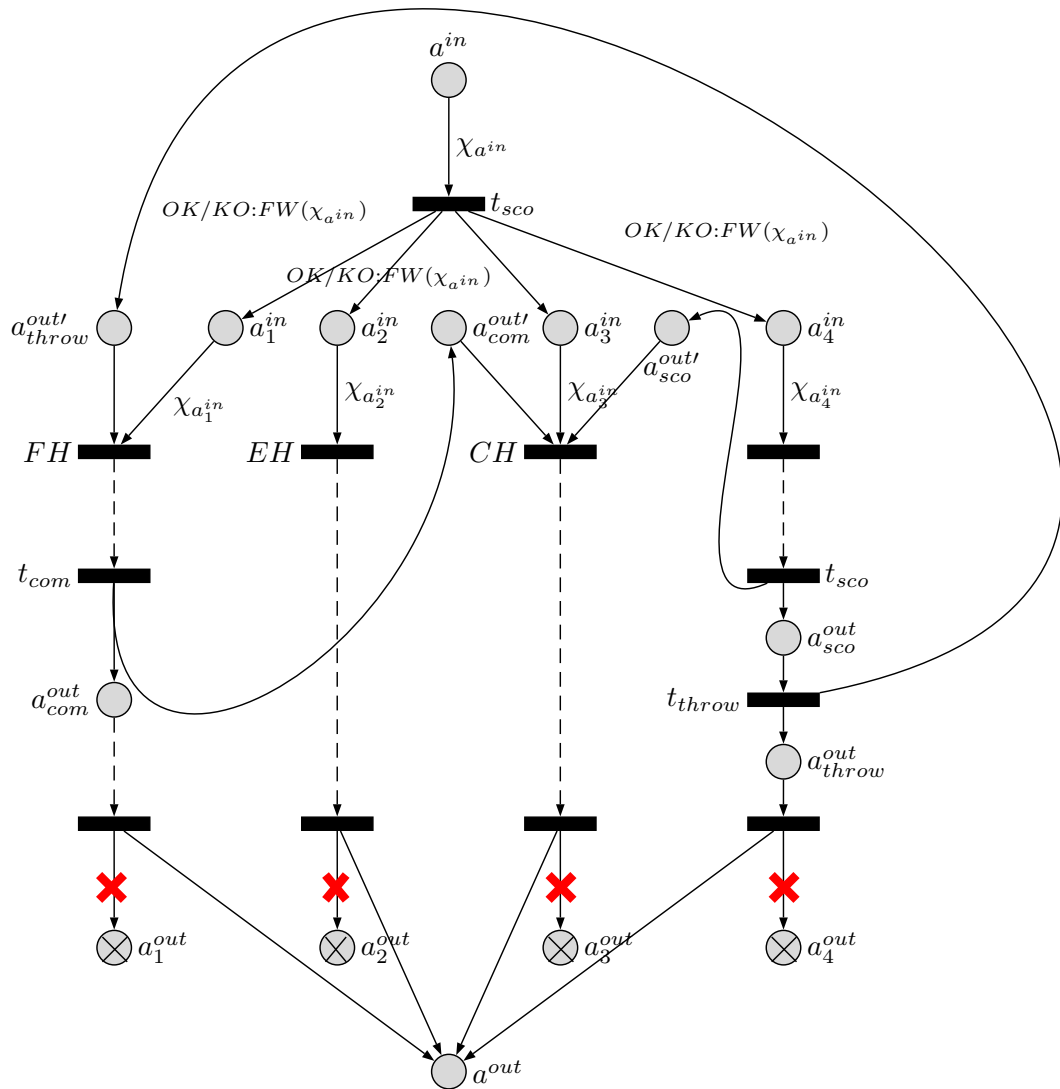 a^{in}
χ_{a^{in}}
t_{sco}
OK/KO:FW(χ_{a^{in}})
OK/KO:FW(χ_{a^{in}})
OK/KO:FW(χ_{a^{in}})
a^{out′}_{throw}
a^{in}_1
a^{in}_2
a^{out′}_{com}
a^{in}_3
a^{out′}_{sco}
a^{in}_4
χ_{a^{in}_1}
χ_{a^{in}_2}
χ_{a^{in}_3}
χ_{a^{in}_4}
FH
EH
CH
t_{com}
t_{sco}
a^{out}_{sco}
a^{out}_{com}
t_{throw}
a^{out}_{throw}
a^{out}_1
a^{out}_2
a^{out}_3
a^{out}_4
a^{out}